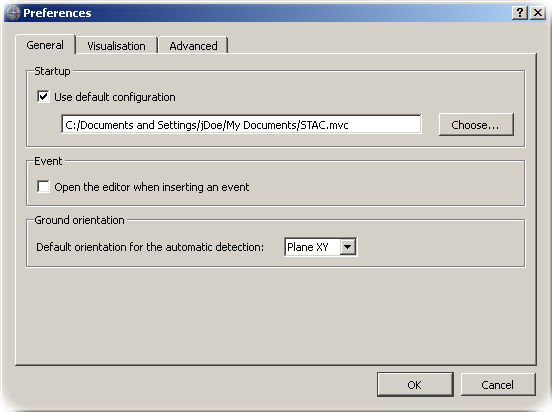 Preferences
General Visualisation Advanced
Startup
Use default configuration
C:/Documents and Settings/jDoe/My Documents/STAC.mvc Choose...
Event
Open the editor when inserting an event
Ground orientation
Default orientation for the automatic detection: Plane XY
OK Cancel